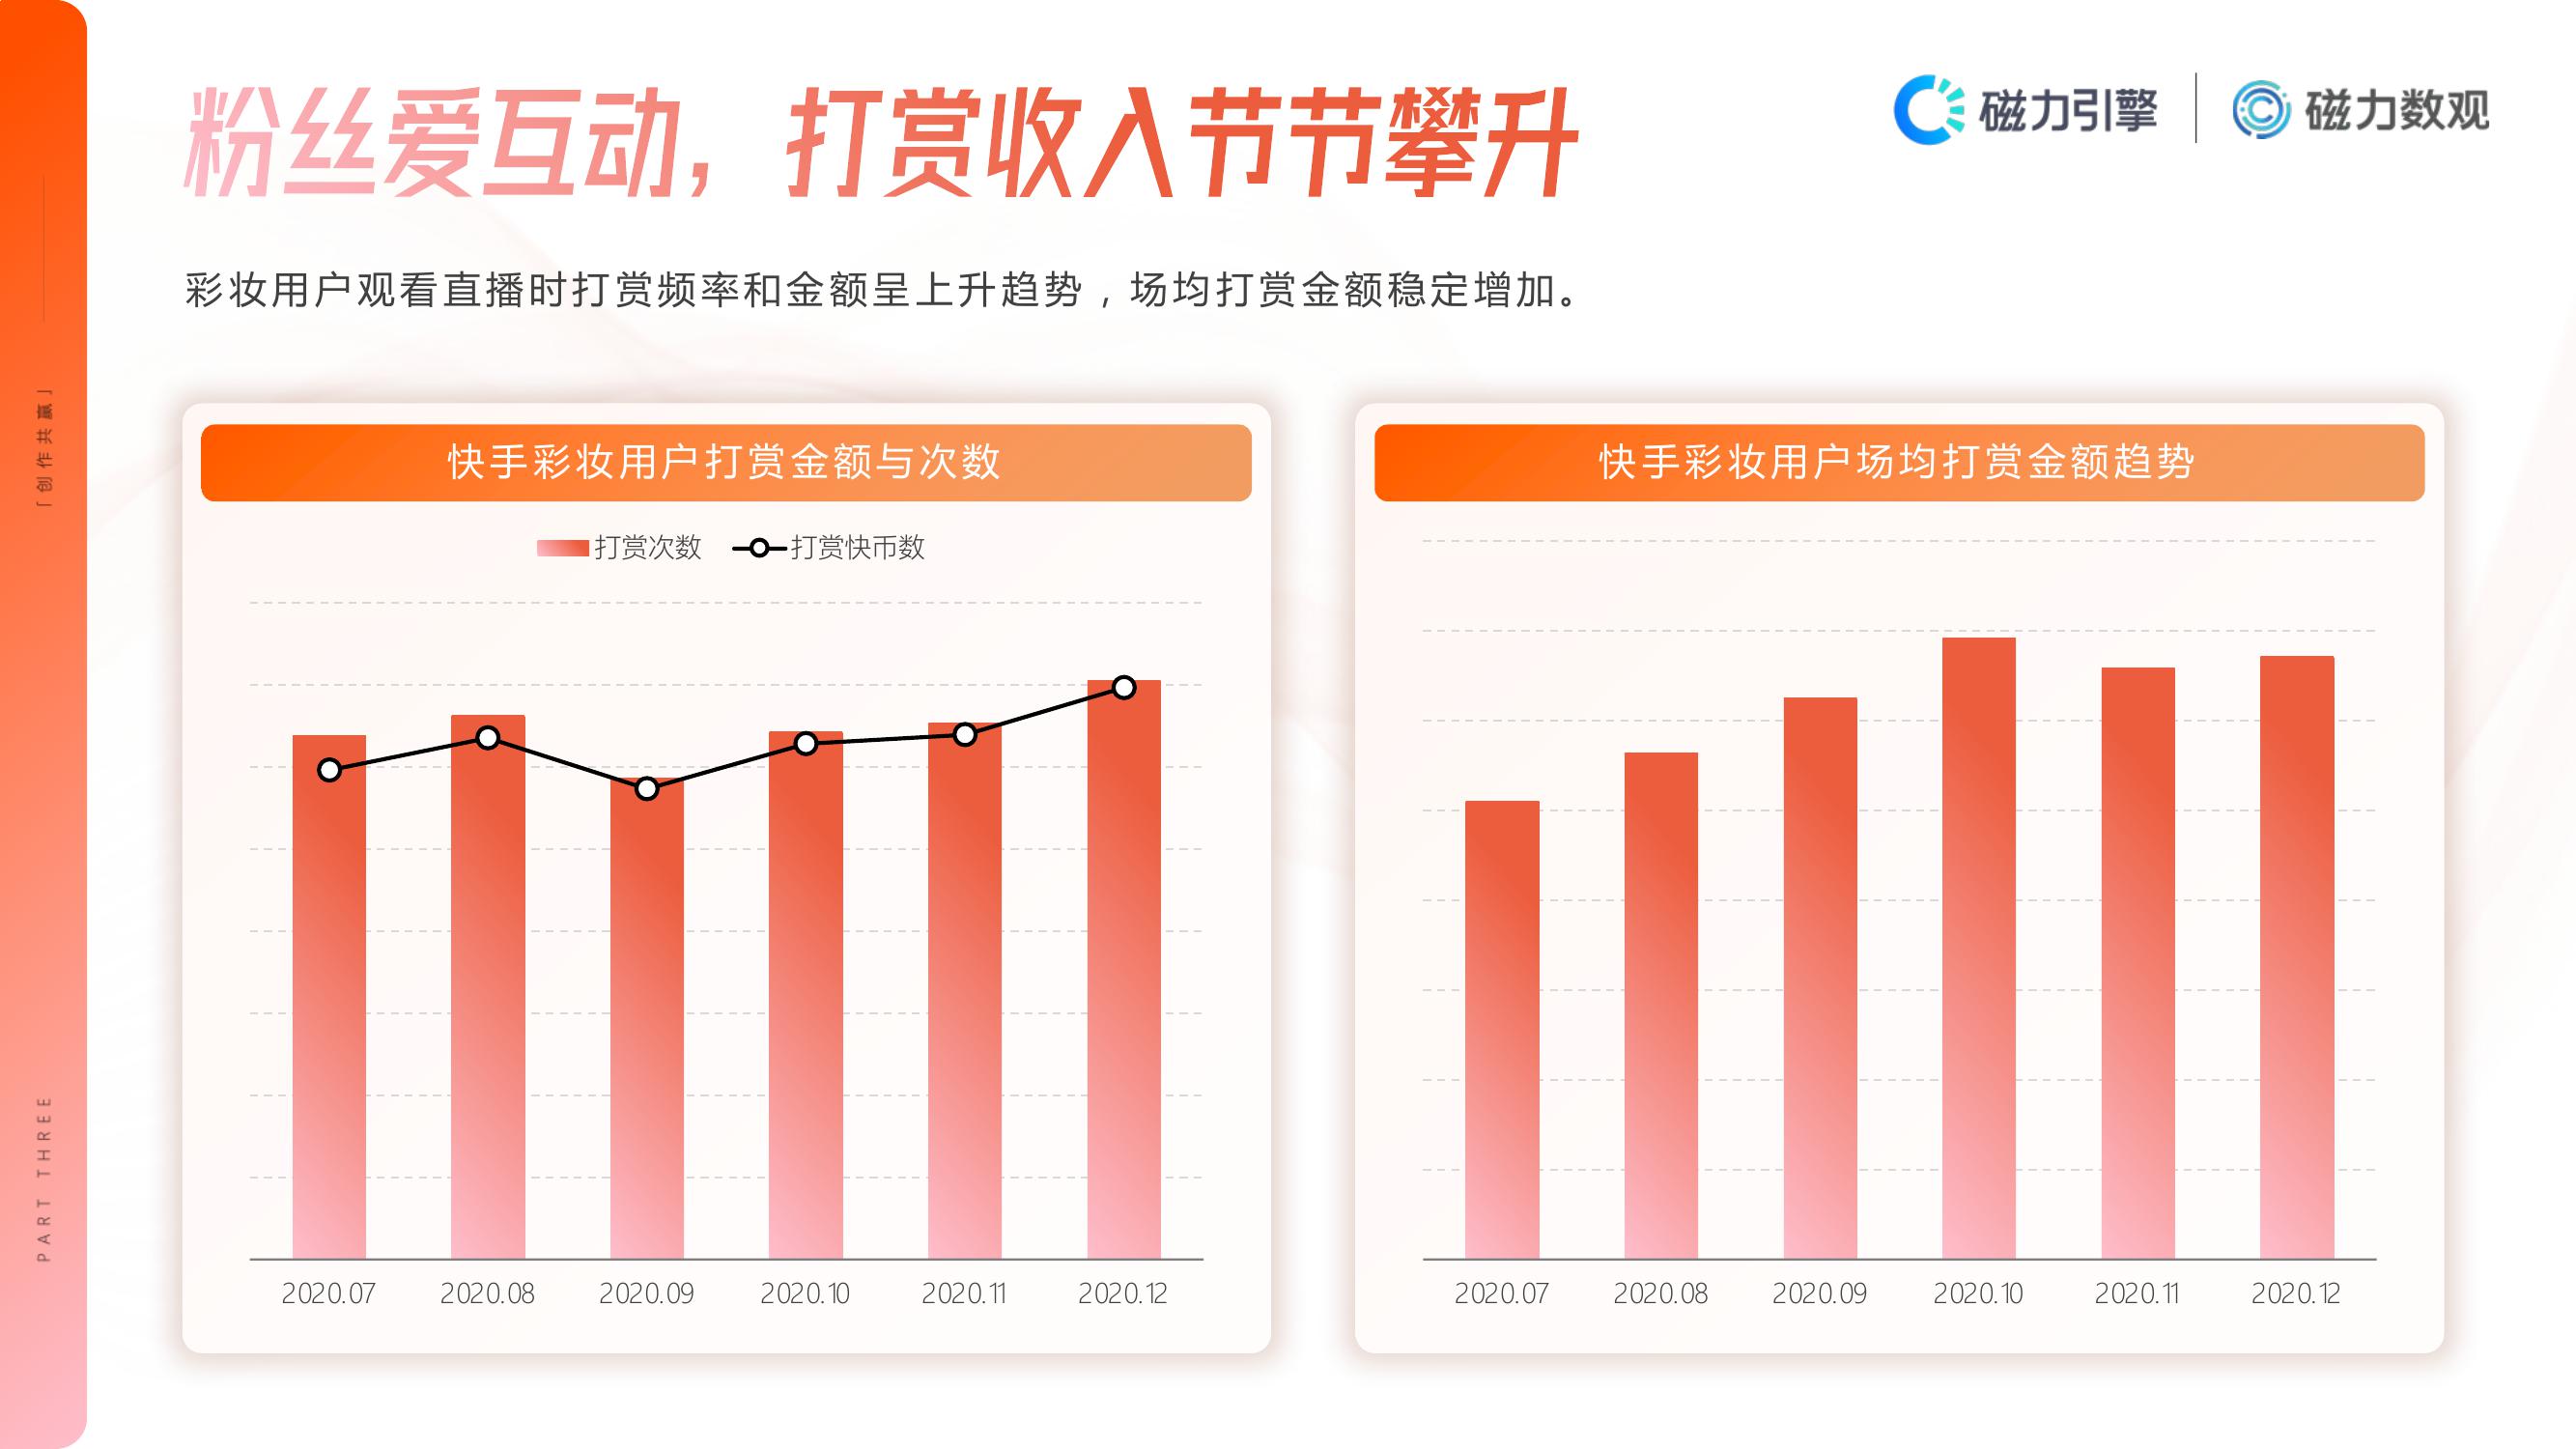 粉丝爱互动，打赏收入节节攀升
磁力引擎
磁力数观
彩妆用户观看直播时打赏频率和金额呈上升趋势，场均打赏金额稳定增加。
「创作共赢」
PART THREE
快手彩妆用户打赏金额与次数
打赏次数
打赏快币数
2020.07
2020.08
2020.09
2020.10
2020.11
2020.12
快手彩妆用户场均打赏金额趋势
2020.07
2020.08
2020.09
2020.10
2020.11
2020.12